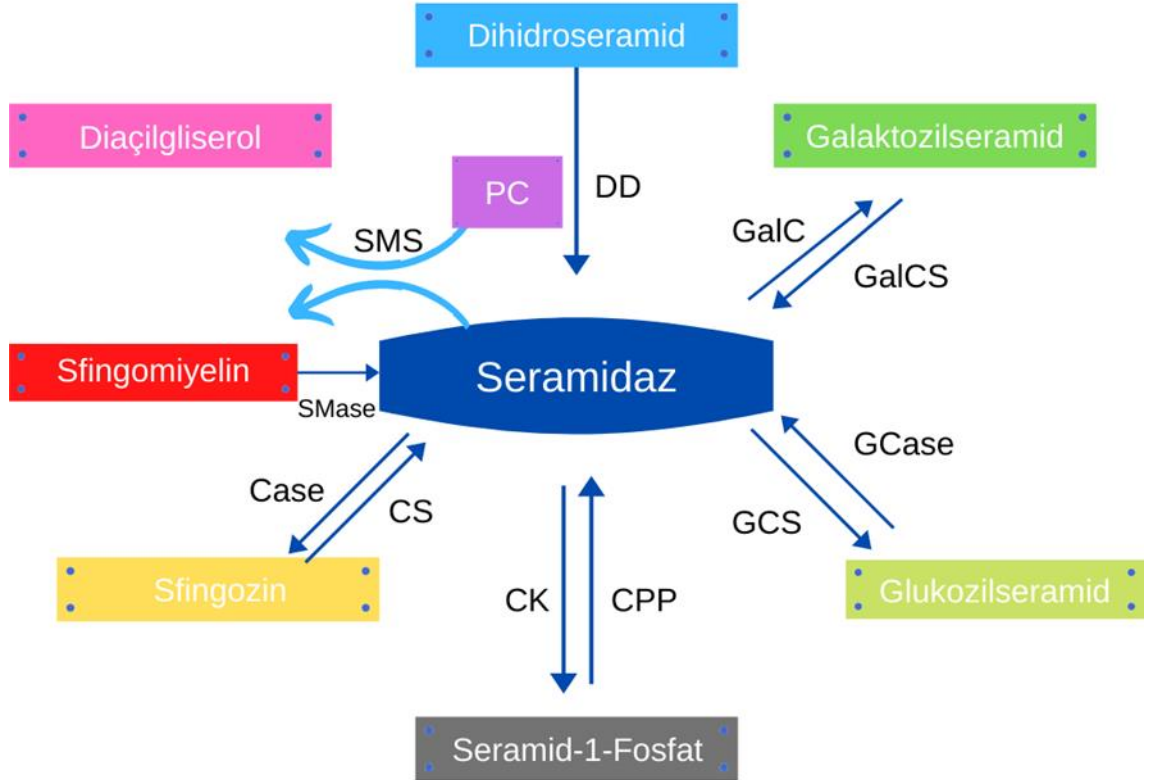 Dihidroseramid
Diaçilgliserol
Galaktozilseramid
PC
DD
SMS
GalC
GalCS
Sfingomiyelin
SMase
Seramidaz
Case
CS
GCase
GCS
Sfingozin
CK
CPP
Glukozilseramid
Seramid-1-Fosfat